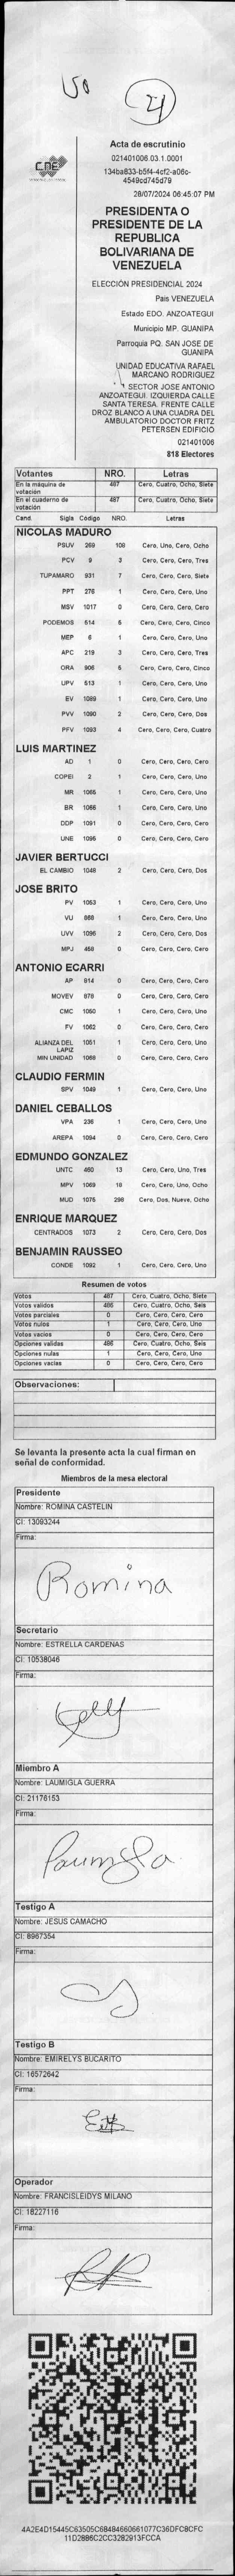 50
21
CNE
Acta de escrutinio
021401006.03.1.0001
134ba833-b5f4-4cf2-a06c-
4549cd745d79
28/07/2024 06:45:07 PM
PRESIDENTA O
PRESIDENTE DE LA
REPUBLICA
BOLIVARIANA DE
VENEZUELA
ELECCIÓN PRESIDENCIAL 2024
Pais VENEZUELA
Estado EDO. ANZOATEGUI
Municipio MP. GUANIPA
Parroquia PQ. SAN JOSE DE
GUANIPA
UNIDAD EDUCATIVA RAFAEL
MARCANO RODRIGUEZ
SECTOR JOSE ANTONIO
ANZOATEGUI. IZQUIERDA CALLE
SANTA TERESA. FRENTE CALLE
DROZ BLANCO A UNA CUADRA DEL
AMBULATORIO DOCTOR FRITZ
PETERSEN EDIFICIO
021401006
818 Electores
Votantes NRO. Letras
En la máquina de votación 487 Cero, Cuatro, Ocho, Siete
En el cuaderno de votación 487 Cero, Cuatro, Ocho, Siete
Cand. Sigla Código NRO. Letras
NICOLAS MADURO
PSUV 269 108 Cero, Uno, Cero, Ocho
PCV 9 3 Cero, Cero, Cero, Tres
TUPAMARO 931 7 Cero, Cero, Cero, Siete
PPT 276 1 Cero, Cero, Cero, Uno
MSV 1017 0 Cero, Cero, Cero, Cero
PODEMOS 514 5 Cero, Cero, Cero, Cinco
MEP 6 1 Cero, Cero, Cero, Uno
APC 219 3 Cero, Cero, Cero, Tres
ORA 906 5 Cero, Cero, Cero, Cinco
UPV 513 1 Cero, Cero, Cero, Uno
EV 1089 1 Cero, Cero, Cero, Uno
PVV 1090 2 Cero, Cero, Cero, Dos
PFV 1093 4 Cero, Cero, Cero, Cuatro
LUIS MARTINEZ
AD 1 0 Cero, Cero, Cero, Cero
COPEI 2 1 Cero, Cero, Cero, Uno
MR 1065 1 Cero, Cero, Cero, Uno
BR 1066 1 Cero, Cero, Cero, Uno
DDP 1091 0 Cero, Cero, Cero, Cero
UNE 1095 0 Cero, Cero, Cero, Cero
JAVIER BERTUCCI
EL CAMBIO 1048 2 Cero, Cero, Cero, Dos
JOSE BRITO
PV 1053 1 Cero, Cero, Cero, Uno
VU 868 1 Cero, Cero, Cero, Uno
UVV 1096 2 Cero, Cero, Cero, Dos
MPJ 458 0 Cero, Cero, Cero, Cero
ANTONIO ECARRI
AP 814 0 Cero, Cero, Cero, Cero
MOVEV 878 0 Cero, Cero, Cero, Cero
CMC 1050 1 Cero, Cero, Cero, Uno
FV 1062 0 Cero, Cero, Cero, Cero
ALIANZA DEL LAPIZ 1051 1 Cero, Cero, Cero, Uno
MIN UNIDAD 1068 0 Cero, Cero, Cero, Cero
CLAUDIO FERMIN
SPV 1049 1 Cero, Cero, Cero, Uno
DANIEL CEBALLOS
VPA 236 1 Cero, Cero, Cero, Uno
AREPA 1094 0 Cero, Cero, Cero, Cero
EDMUNDO GONZALEZ
UNTC 460 13 Cero, Cero, Uno, Tres
MPV 1069 18 Cero, Cero, Uno, Ocho
MUD 1075 298 Cero, Dos, Nueve, Ocho
ENRIQUE MARQUEZ
CENTRADOS 1073 2 Cero, Cero, Cero, Dos
BENJAMIN RAUSSEO
CONDE 1092 1 Cero, Cero, Cero, Uno
Resumen de votos
Votos 487 Cero, Cuatro, Ocho, Siete
Votos validos 486 Cero, Cuatro, Ocho, Seis
Votos parciales 0 Cero, Cero, Cero, Cero
Votos nulos 1 Cero, Cero, Cero, Uno
Votos vacios 0 Cero, Cero, Cero, Cero
Opciones validas 486 Cero, Cuatro, Ocho, Seis
Opciones nulas 1 Cero, Cero, Cero, Uno
Opciones vacias 0 Cero, Cero, Cero, Cero
Observaciones:
Se levanta la presente acta la cual firman en
señal de conformidad.
Miembros de la mesa electoral
Presidente
Nombre: ROMINA CASTELIN
CI: 13093244
Firma:
Romina
Secretario
Nombre: ESTRELLA CARDENAS
CI: 10538046
Firma:
Miembro A
Nombre: LAUMIGLA GUERRA
CI: 21176153
Firma:
Laumigla
Testigo A
Nombre: JESUS CAMACHO
CI: 8967354
Firma:
Testigo B
Nombre: EMIRELYS BUCARITO
CI: 16572642
Firma:
Operador
Nombre: FRANCISLEIDYS MILANO
CI: 18227116
Firma:
4A2E4D15445C63505C68484660661077C36DFC8CFC
11D2886C2CC3282913FCCA